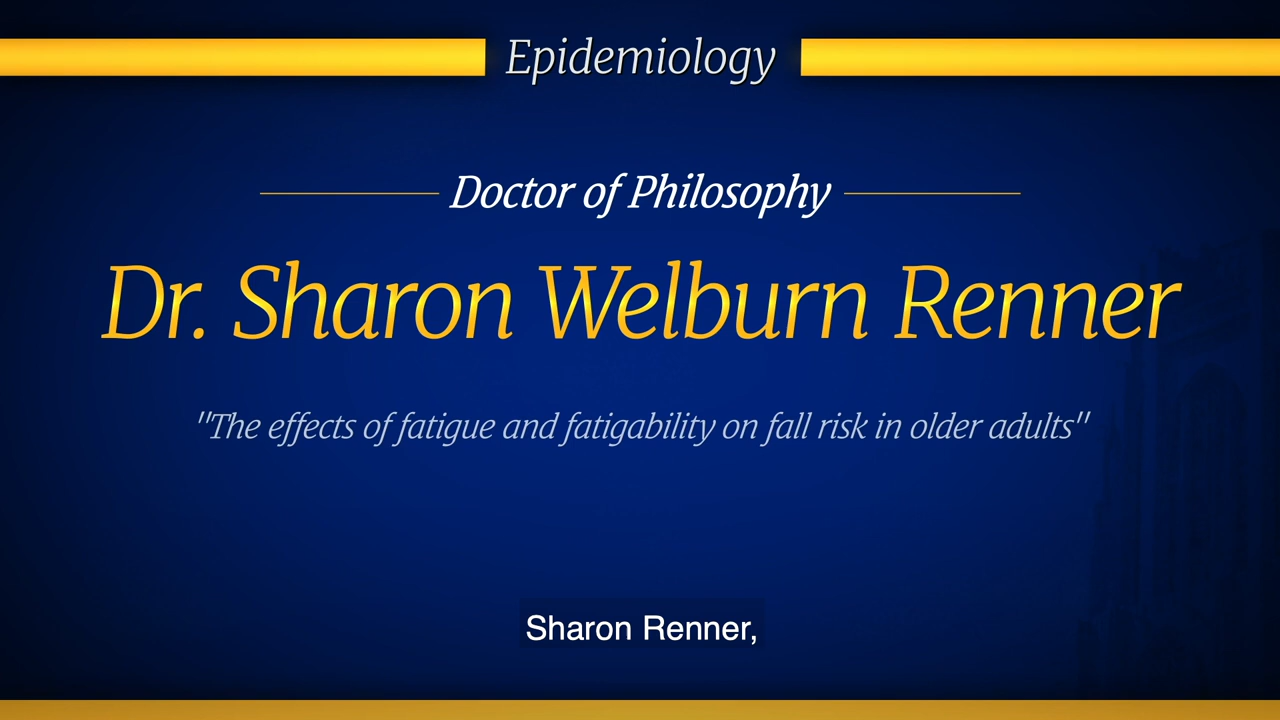 Epidemiology
Doctor of Philosophy
Dr. Sharon Welburn Renner
"The effects of fatigue and fatigability on fall risk in older adults"
Sharon Renner,